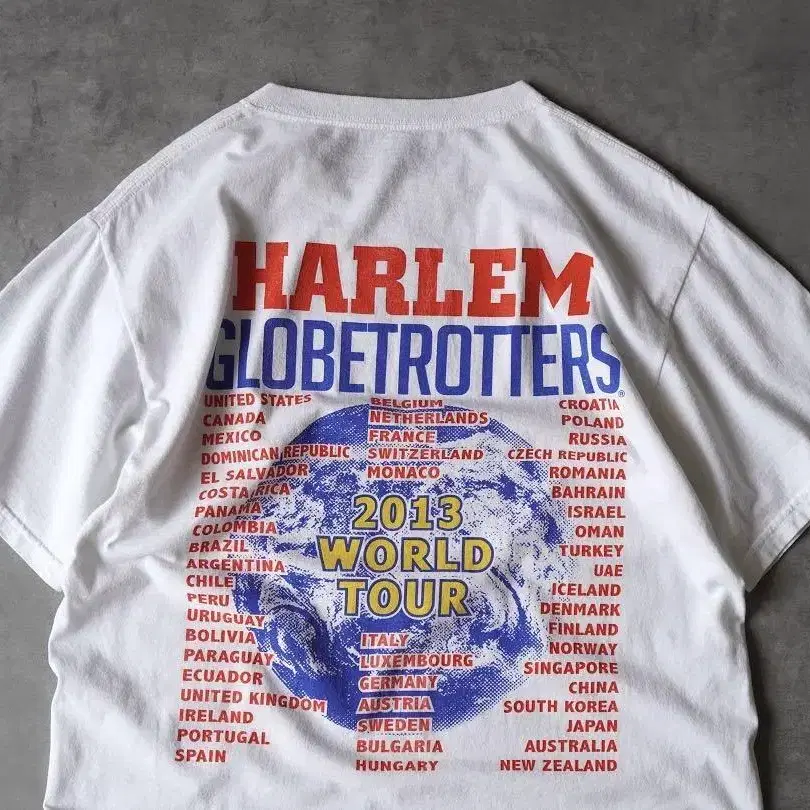 HARLEM
GLOBETROTTERS®
UNITED STATES
CANADA
MEXICO
DOMINICAN REPUBLIC
EL SALVADOR
COSTA RICA
PANAMA
COLOMBIA
BRAZIL
ARGENTINA
CHILE
PERU
URUGUAY
BOLIVIA
PARAGUAY
ECUADOR
UNITED KINGDOM
IRELAND
PORTUGAL
SPAIN
BELGIUM
NETHERLANDS
FRANCE
SWITZERLAND
MONACO
2013
WORLD
TOUR
ITALY
LUXEMBOURG
GERMANY
AUSTRIA
SWEDEN
BULGARIA
HUNGARY
CROATIA
POLAND
RUSSIA
CZECH REPUBLIC
ROMANIA
BAHRAIN
ISRAEL
OMAN
TURKEY
UAE
ICELAND
DENMARK
FINLAND
NORWAY
SINGAPORE
CHINA
SOUTH KOREA
JAPAN
AUSTRALIA
NEW ZEALAND